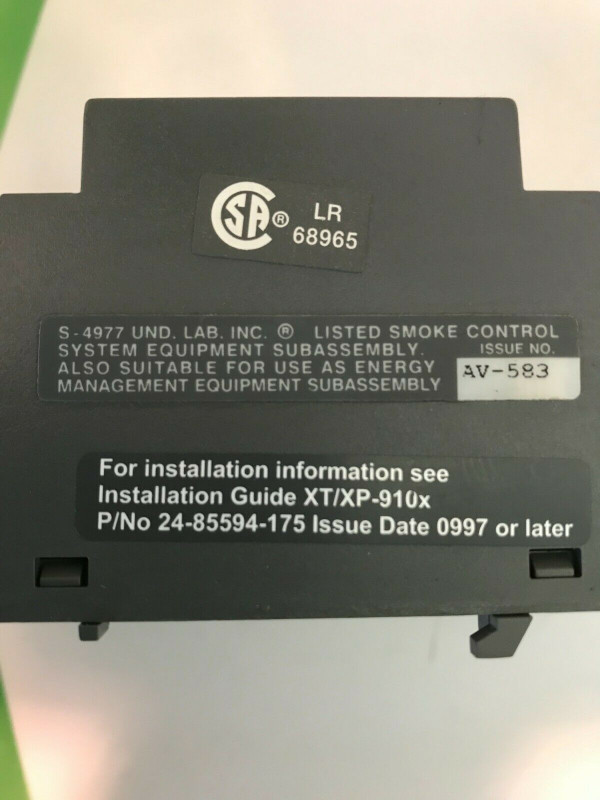 SA ® LR
68965
S-4977 UND. LAB. INC. ® LISTED SMOKE CONTROL
SYSTEM EQUIPMENT SUBASSEMBLY. ISSUE NO.
ALSO SUITABLE FOR USE AS ENERGY AV-583
MANAGEMENT EQUIPMENT SUBASSEMBLY
For installation information see
Installation Guide XT/XP-910x
P/No 24-85594-175 Issue Date 0997 or later